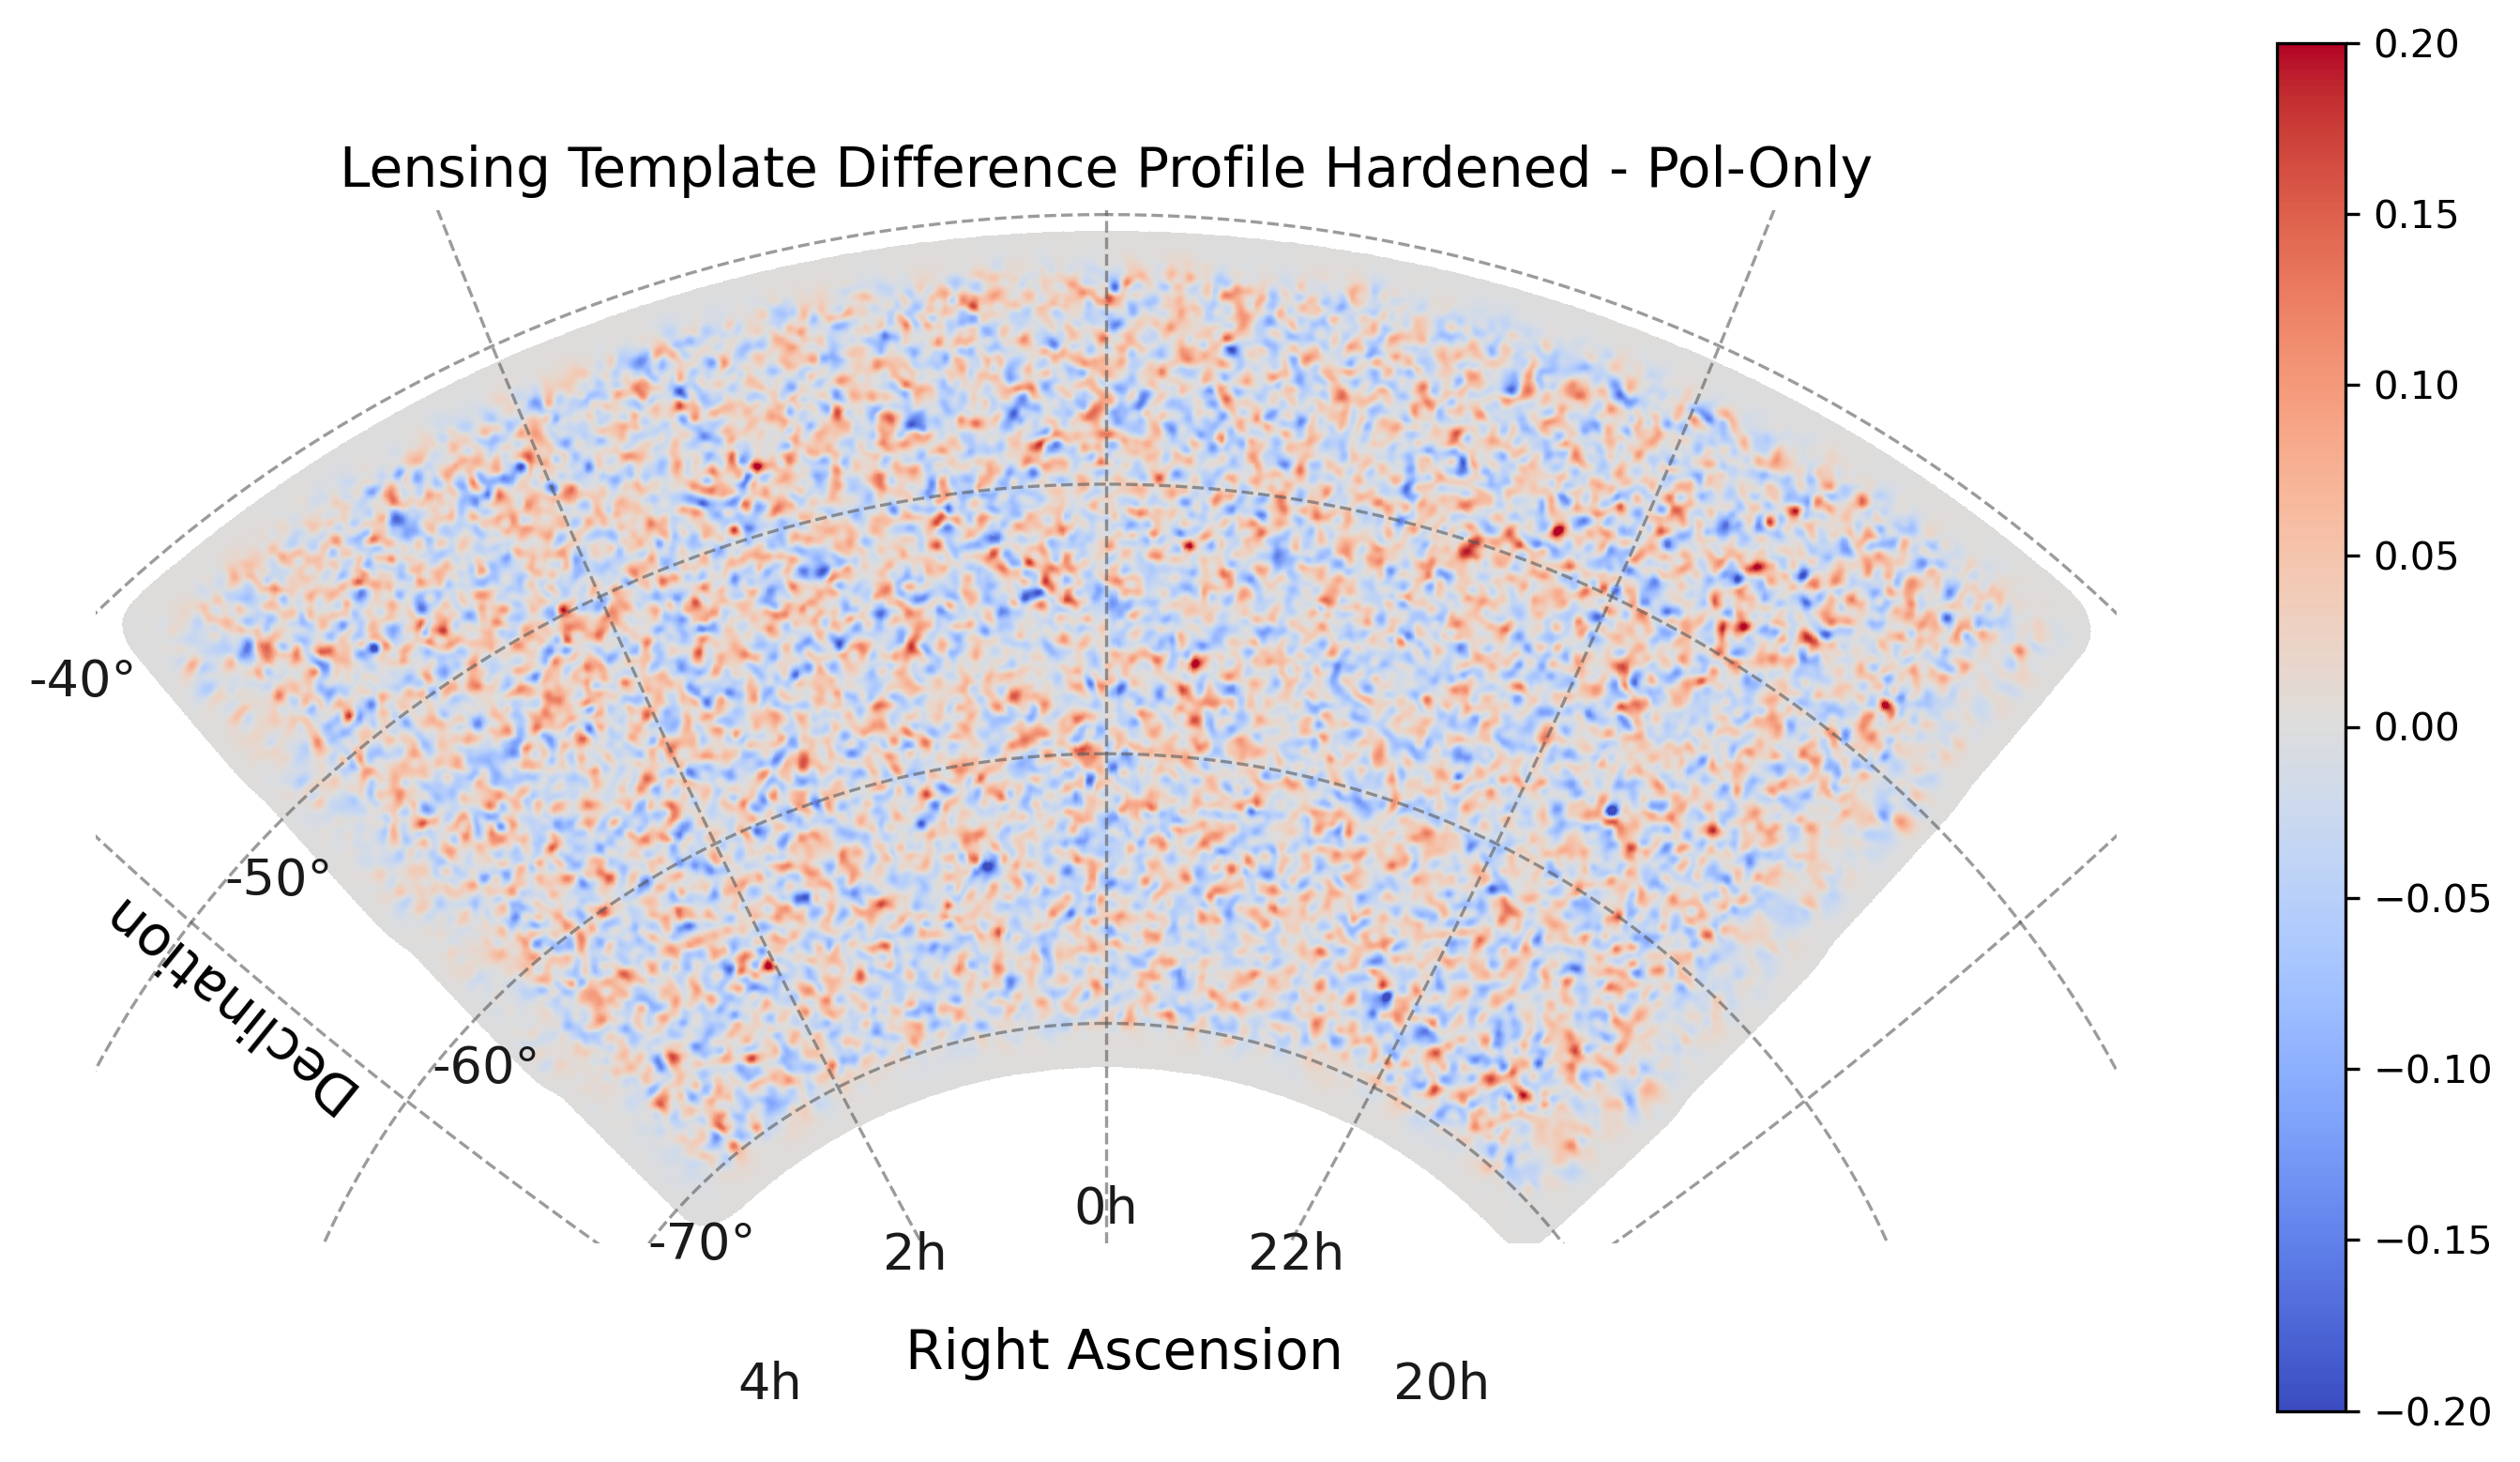 Lensing Template Difference Profile Hardened - Pol-Only
0.20
0.15
0.10
0.05
0.00
−0.05
−0.10
−0.15
−0.20
-40°
-50°
-60°
-70°
Declination
0h
2h
22h
4h
20h
Right Ascension